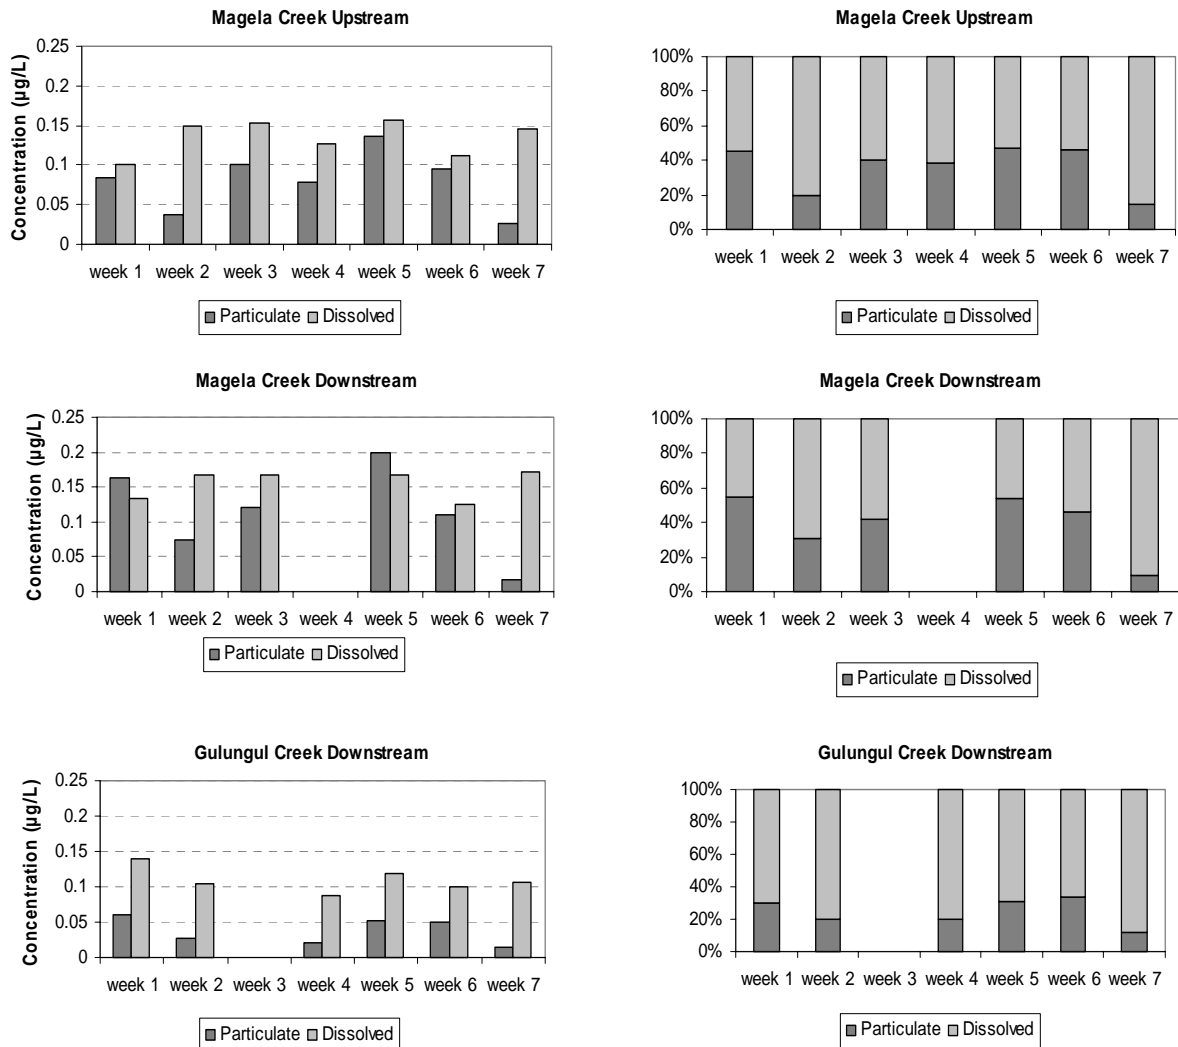 Magela Creek Upstream
Concentration (µg/L)
0.25
0.2
0.15
0.1
0.05
0
week 1 week 2 week 3 week 4 week 5 week 6 week 7
Particulate Dissolved
Magela Creek Upstream
100%
80%
60%
40%
20%
0%
week 1 week 2 week 3 week 4 week 5 week 6 week 7
Particulate Dissolved
Magela Creek Downstream
Concentration (µg/L)
0.25
0.2
0.15
0.1
0.05
0
week 1 week 2 week 3 week 4 week 5 week 6 week 7
Particulate Dissolved
Magela Creek Downstream
100%
80%
60%
40%
20%
0%
week 1 week 2 week 3 week 4 week 5 week 6 week 7
Particulate Dissolved
Gulungul Creek Downstream
Concentration (µg/L)
0.25
0.2
0.15
0.1
0.05
0
week 1 week 2 week 3 week 4 week 5 week 6 week 7
Particulate Dissolved
Gulungul Creek Downstream
100%
80%
60%
40%
20%
0%
week 1 week 2 week 3 week 4 week 5 week 6 week 7
Particulate Dissolved